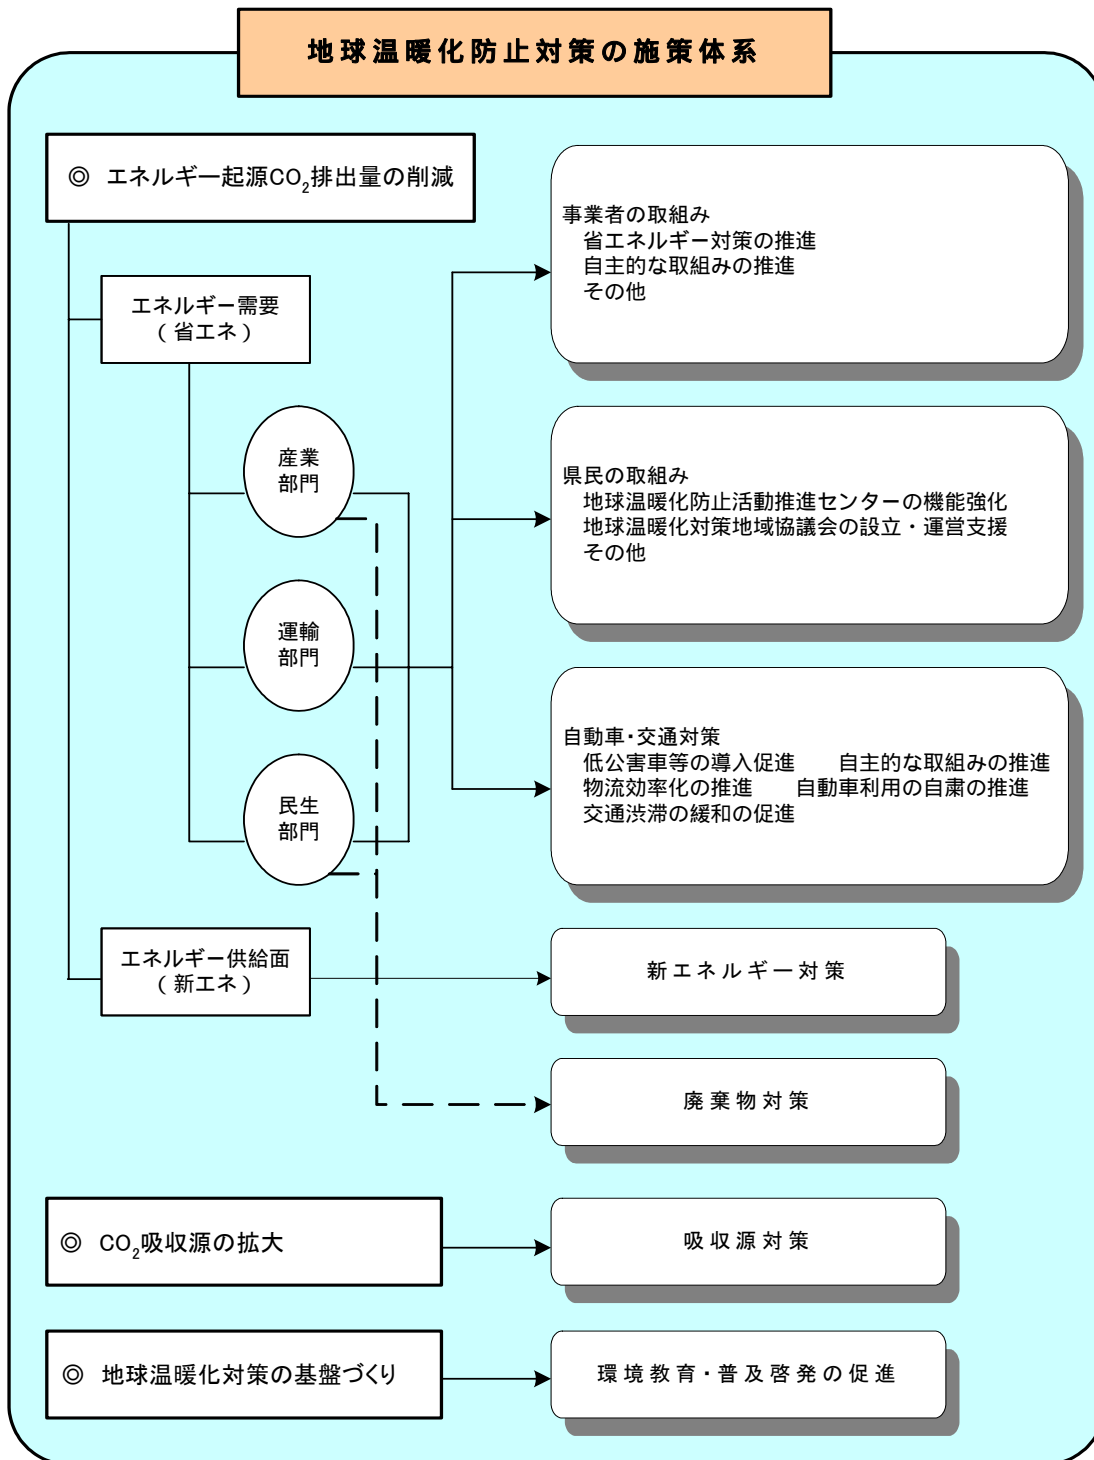 地球温暖化防止対策の施策体系
◎ エネルギー起源CO₂排出量の削減
エネルギー需要
(省エネ)
産業
部門
運輸
部門
民生
部門
エネルギー供給面
(新エネ)
事業者の取組み
省エネルギー対策の推進
自主的な取組みの推進
その他
県民の取組み
地球温暖化防止活動推進センターの機能強化
地球温暖化対策地域協議会の設立・運営支援
その他
自動車・交通対策
低公害車等の導入促進 自主的な取組みの推進
物流効率化の推進 自動車利用の自粛の推進
交通渋滞の緩和の促進
新エネルギー対策
廃棄物対策
◎ CO₂吸収源の拡大
吸収源対策
◎ 地球温暖化対策の基盤づくり
環境教育・普及啓発の促進